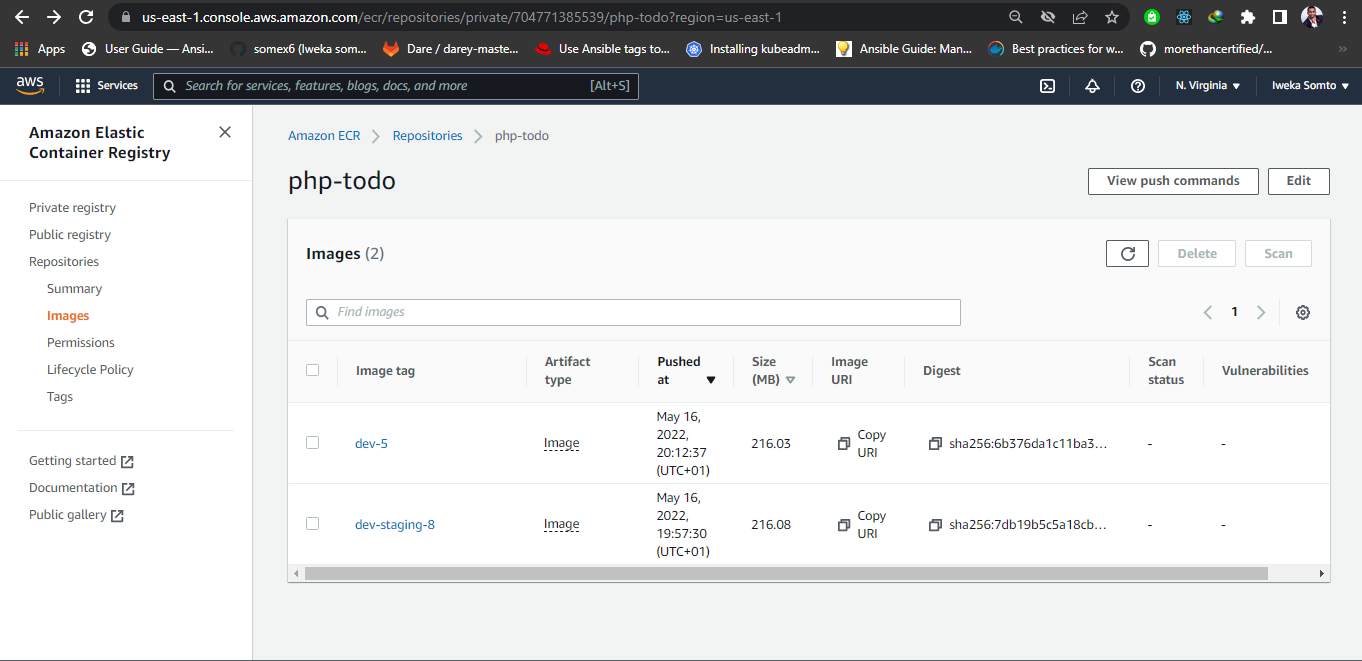 us-east-1.console.aws.amazon.com/ecr/repositories/private/704771385539/php-todo?region=us-east-1
Apps User Guide — Ansi... somex6 (Iweka som... Dare / darey-maste... Use Ansible tags to... Installing kubeadm... Ansible Guide: Man... Best practices for w... morethancertified/... »
aws Services Search for services, features, blogs, docs, and more [Alt+S] N. Virginia ▼ Iweka Somto ▼
Amazon Elastic
Container Registry
Private registry
Public registry
Repositories
Summary
Images
Permissions
Lifecycle Policy
Tags
Getting started
Documentation
Public gallery
Amazon ECR Repositories php-todo
php-todo
View push commands Edit
Images (2)
Delete Scan
Find images
1
Image tag
Artifact
type
Pushed
at
Size
(MB)
Image
URI
Digest
Scan
status
Vulnerabilities
dev-5
Image
May 16,
2022,
20:12:37
(UTC+01)
216.03
Copy
URI
sha256:6b376da1c11ba3...
-
-
dev-staging-8
Image
May 16,
2022,
19:57:30
(UTC+01)
216.08
Copy
URI
sha256:7db19b5c5a18cb...
-
-